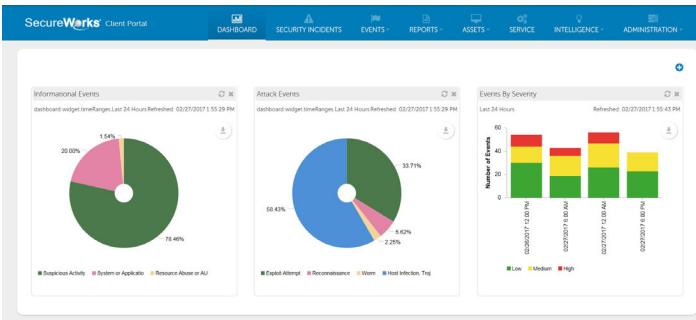 SecureWorks Client Portal
DASHBOARD
SECURITY INCIDENTS
EVENTS
REPORTS
ASSETS
SERVICE
INTELLIGENCE
ADMINISTRATION
Informational Events
dashboard.widget.timeRanges.Last 24 Hours Refreshed: 02/27/2017 1:55:29 PM
1.54%
20.00%
78.46%
Suspicious Activity System or Applicatio Resource Abuse or AU
Attack Events
dashboard.widget.timeRanges.Last 24 Hours Refreshed: 02/27/2017 1:55:29 PM
33.71%
58.43%
5.62%
2.25%
Exploit Attempt Reconnaissance Worm Host Infection, Troj
Events By Severity
Last 24 Hours Refreshed: 02/27/2017 1:55:43 PM
Number of Events
60
40
20
0
02/26/2017 12:00 PM
02/27/2017 6:00 AM
02/27/2017 12:00 PM
02/27/2017 6:00 PM
Low Medium High